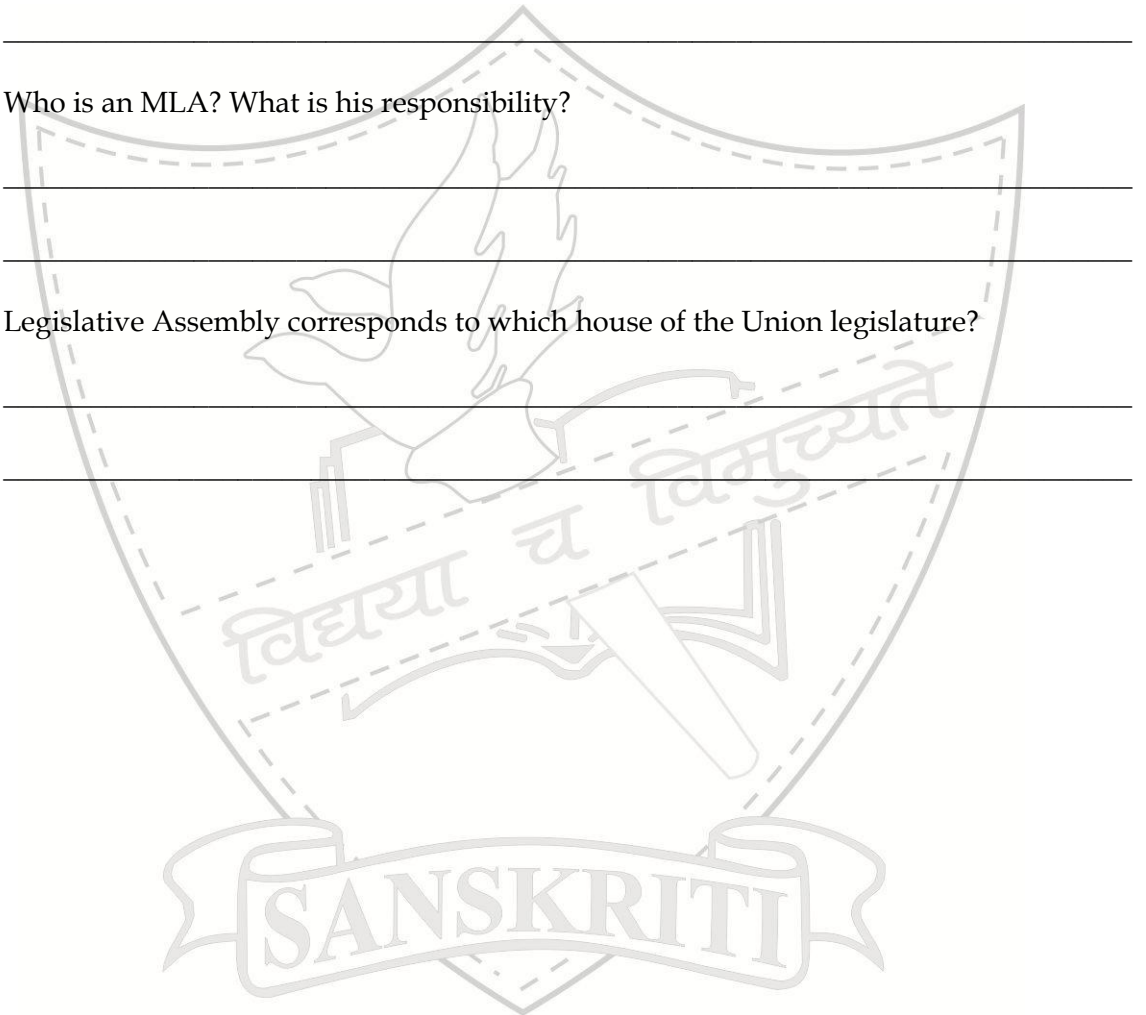 Who is an MLA? What is his responsibility?
Legislative Assembly corresponds to which house of the Union legislature?
विद्यया च विमुच्यते
SANSKRITI